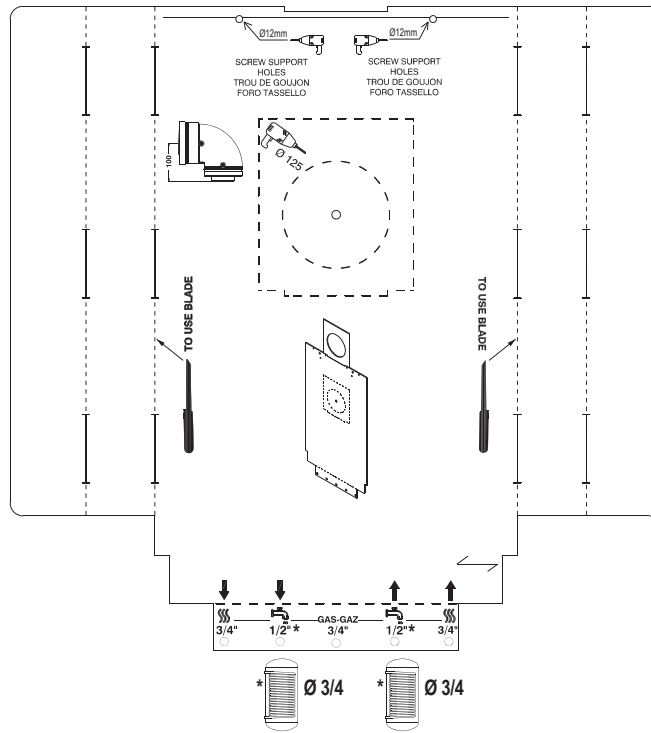 Ø12mm
Ø12mm
SCREW SUPPORT
HOLES
TROU DE GOUJON
FORO TASSELLO
SCREW SUPPORT
HOLES
TROU DE GOUJON
FORO TASSELLO
100
Ø 125
TO USE BLADE
TO USE BLADE
GAS-GAZ
3/4" 1/2"* 3/4" 1/2"* 3/4"
* Ø 3/4 * Ø 3/4